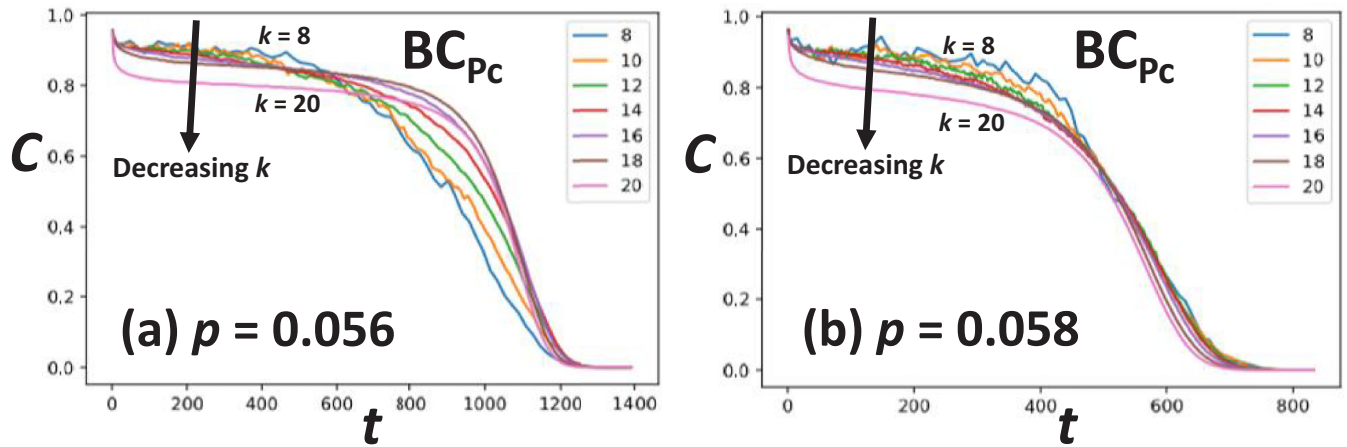 1.0
0.8
0.6
0.4
0.2
0.0
C
k = 8
k = 20
Decreasing k
BCPc
8
10
12
14
16
18
20
(a) p = 0.056
0 200 400 600 800 1000 1200 1400
t
1.0
0.8
0.6
0.4
0.2
0.0
C
k = 8
k = 20
Decreasing k
BCPc
8
10
12
14
16
18
20
(b) p = 0.058
0 200 400 600 800
t